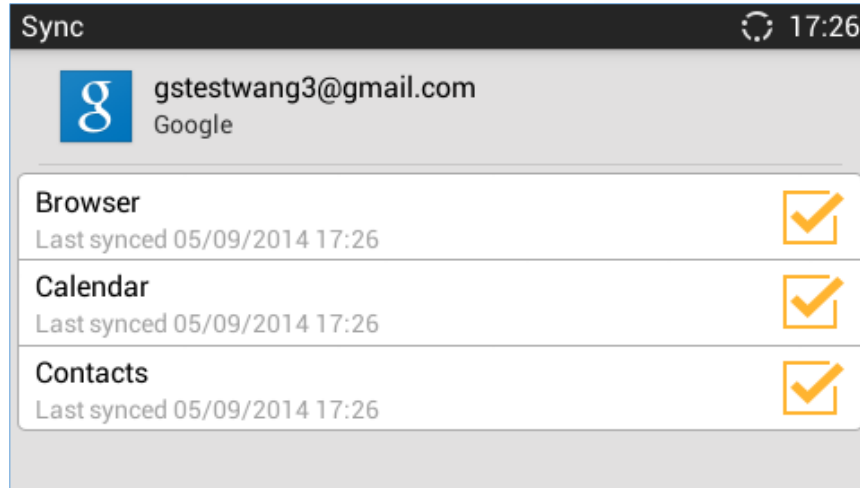 Sync 17:26
g gstestwang3@gmail.com
Google
Browser
Last synced 05/09/2014 17:26
Calendar
Last synced 05/09/2014 17:26
Contacts
Last synced 05/09/2014 17:26